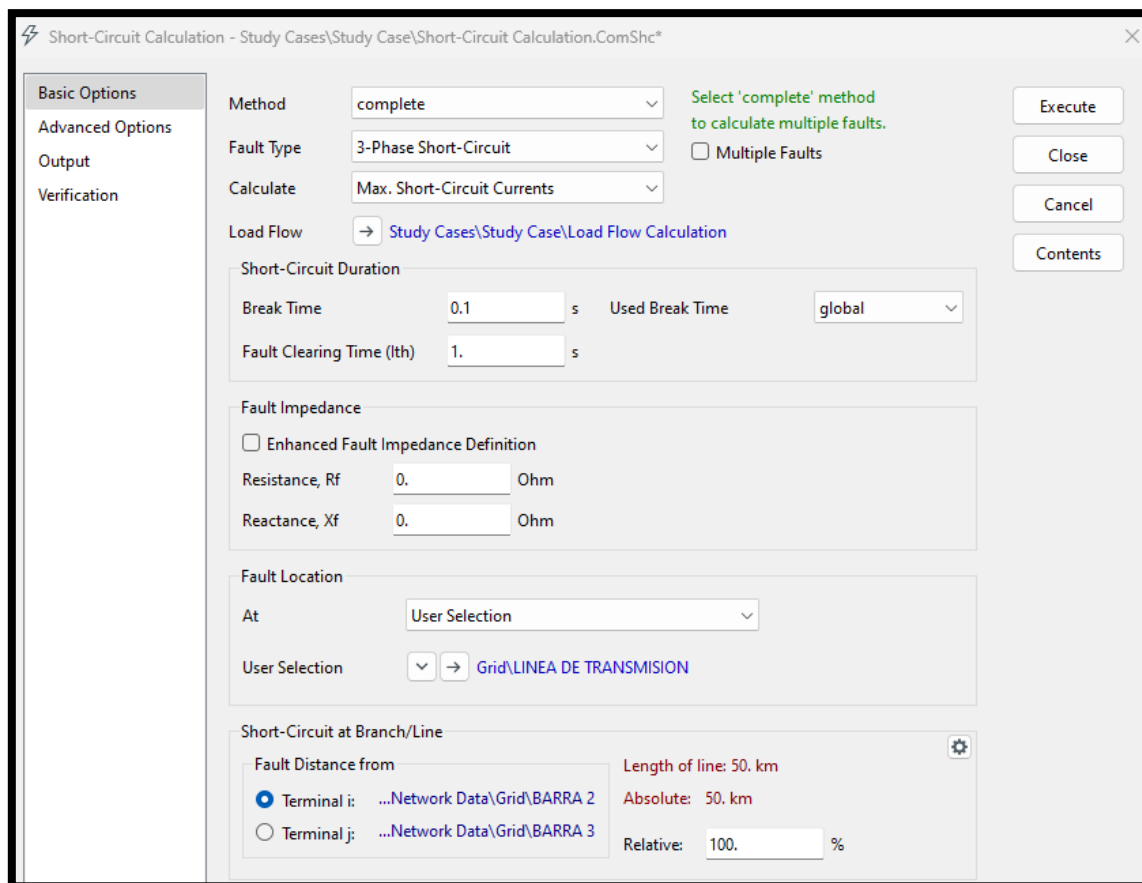 Short-Circuit Calculation - Study Cases\Study Case\Short-Circuit Calculation.ComShc*
Basic Options
Advanced Options
Output
Verification
Method complete
Select 'complete' method
to calculate multiple faults.
Fault Type 3-Phase Short-Circuit
Multiple Faults
Calculate Max. Short-Circuit Currents
Load Flow Study Cases\Study Case\Load Flow Calculation
Execute
Close
Cancel
Contents
Short-Circuit Duration
Break Time 0.1 s Used Break Time global
Fault Clearing Time (Ith) 1. s
Fault Impedance
Enhanced Fault Impedance Definition
Resistance, Rf 0. Ohm
Reactance, Xf 0. Ohm
Fault Location
At User Selection
User Selection Grid\LINEA DE TRANSMISION
Short-Circuit at Branch/Line
Fault Distance from
Terminal i: ...Network Data\Grid\BARRA 2
Terminal j: ...Network Data\Grid\BARRA 3
Length of line: 50. km
Absolute: 50. km
Relative: 100. %